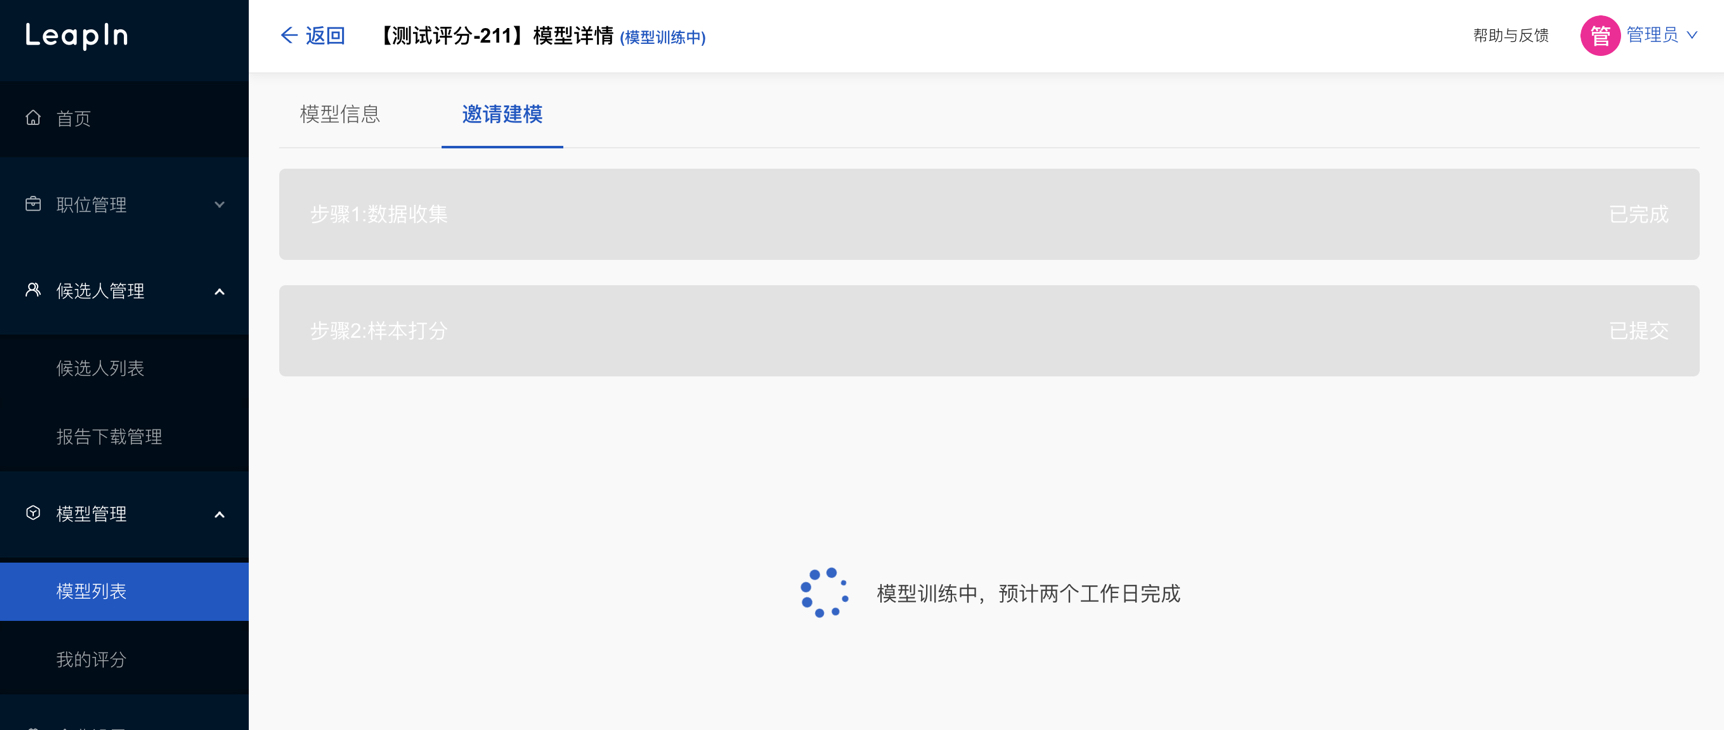 LeapIn
首页
职位管理
候选人管理
候选人列表
报告下载管理
模型管理
模型列表
我的评分
返回
【测试评分-211】模型详情 (模型训练中)
帮助与反馈
管 管理员
模型信息
邀请建模
步骤1:数据收集
已完成
步骤2:样本打分
已提交
模型训练中，预计两个工作日完成